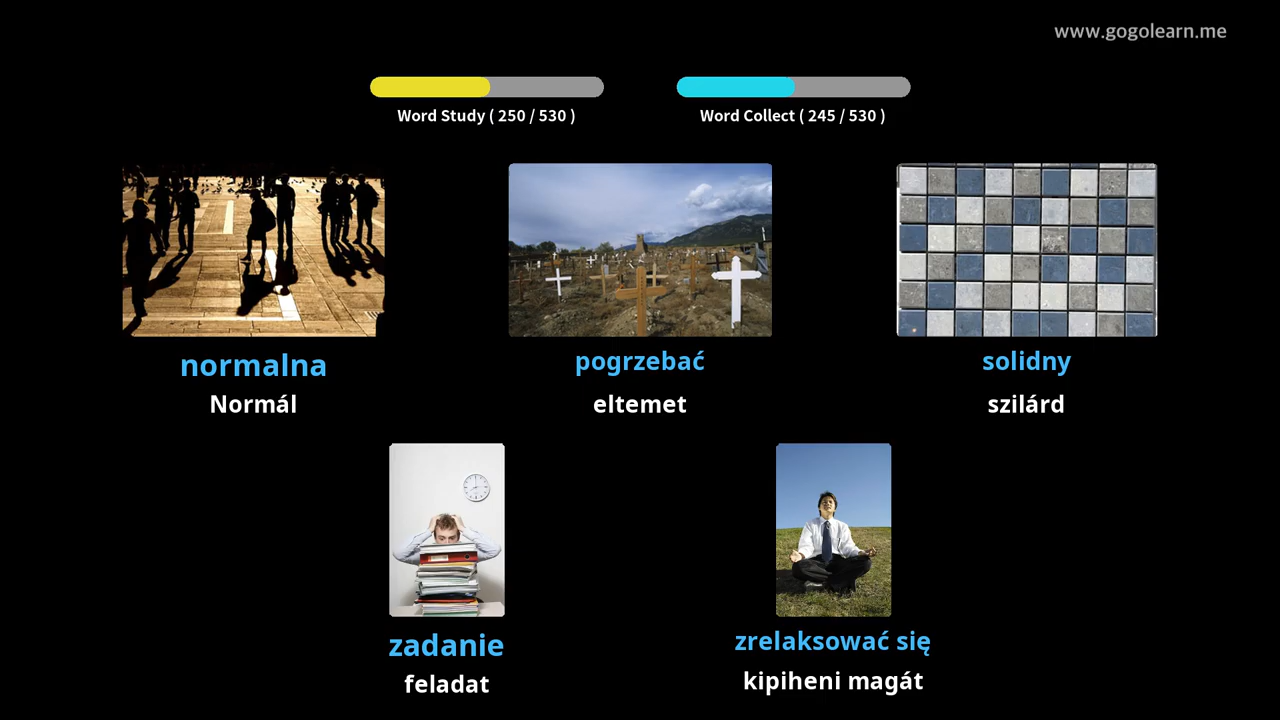 www.gogolearn.me
Word Study ( 250 / 530 )
Word Collect ( 245 / 530 )
normalna
Normál
pogrzebać
eltemet
solidny
szilárd
zadanie
feladat
zrelaksować się
kipiheni magát